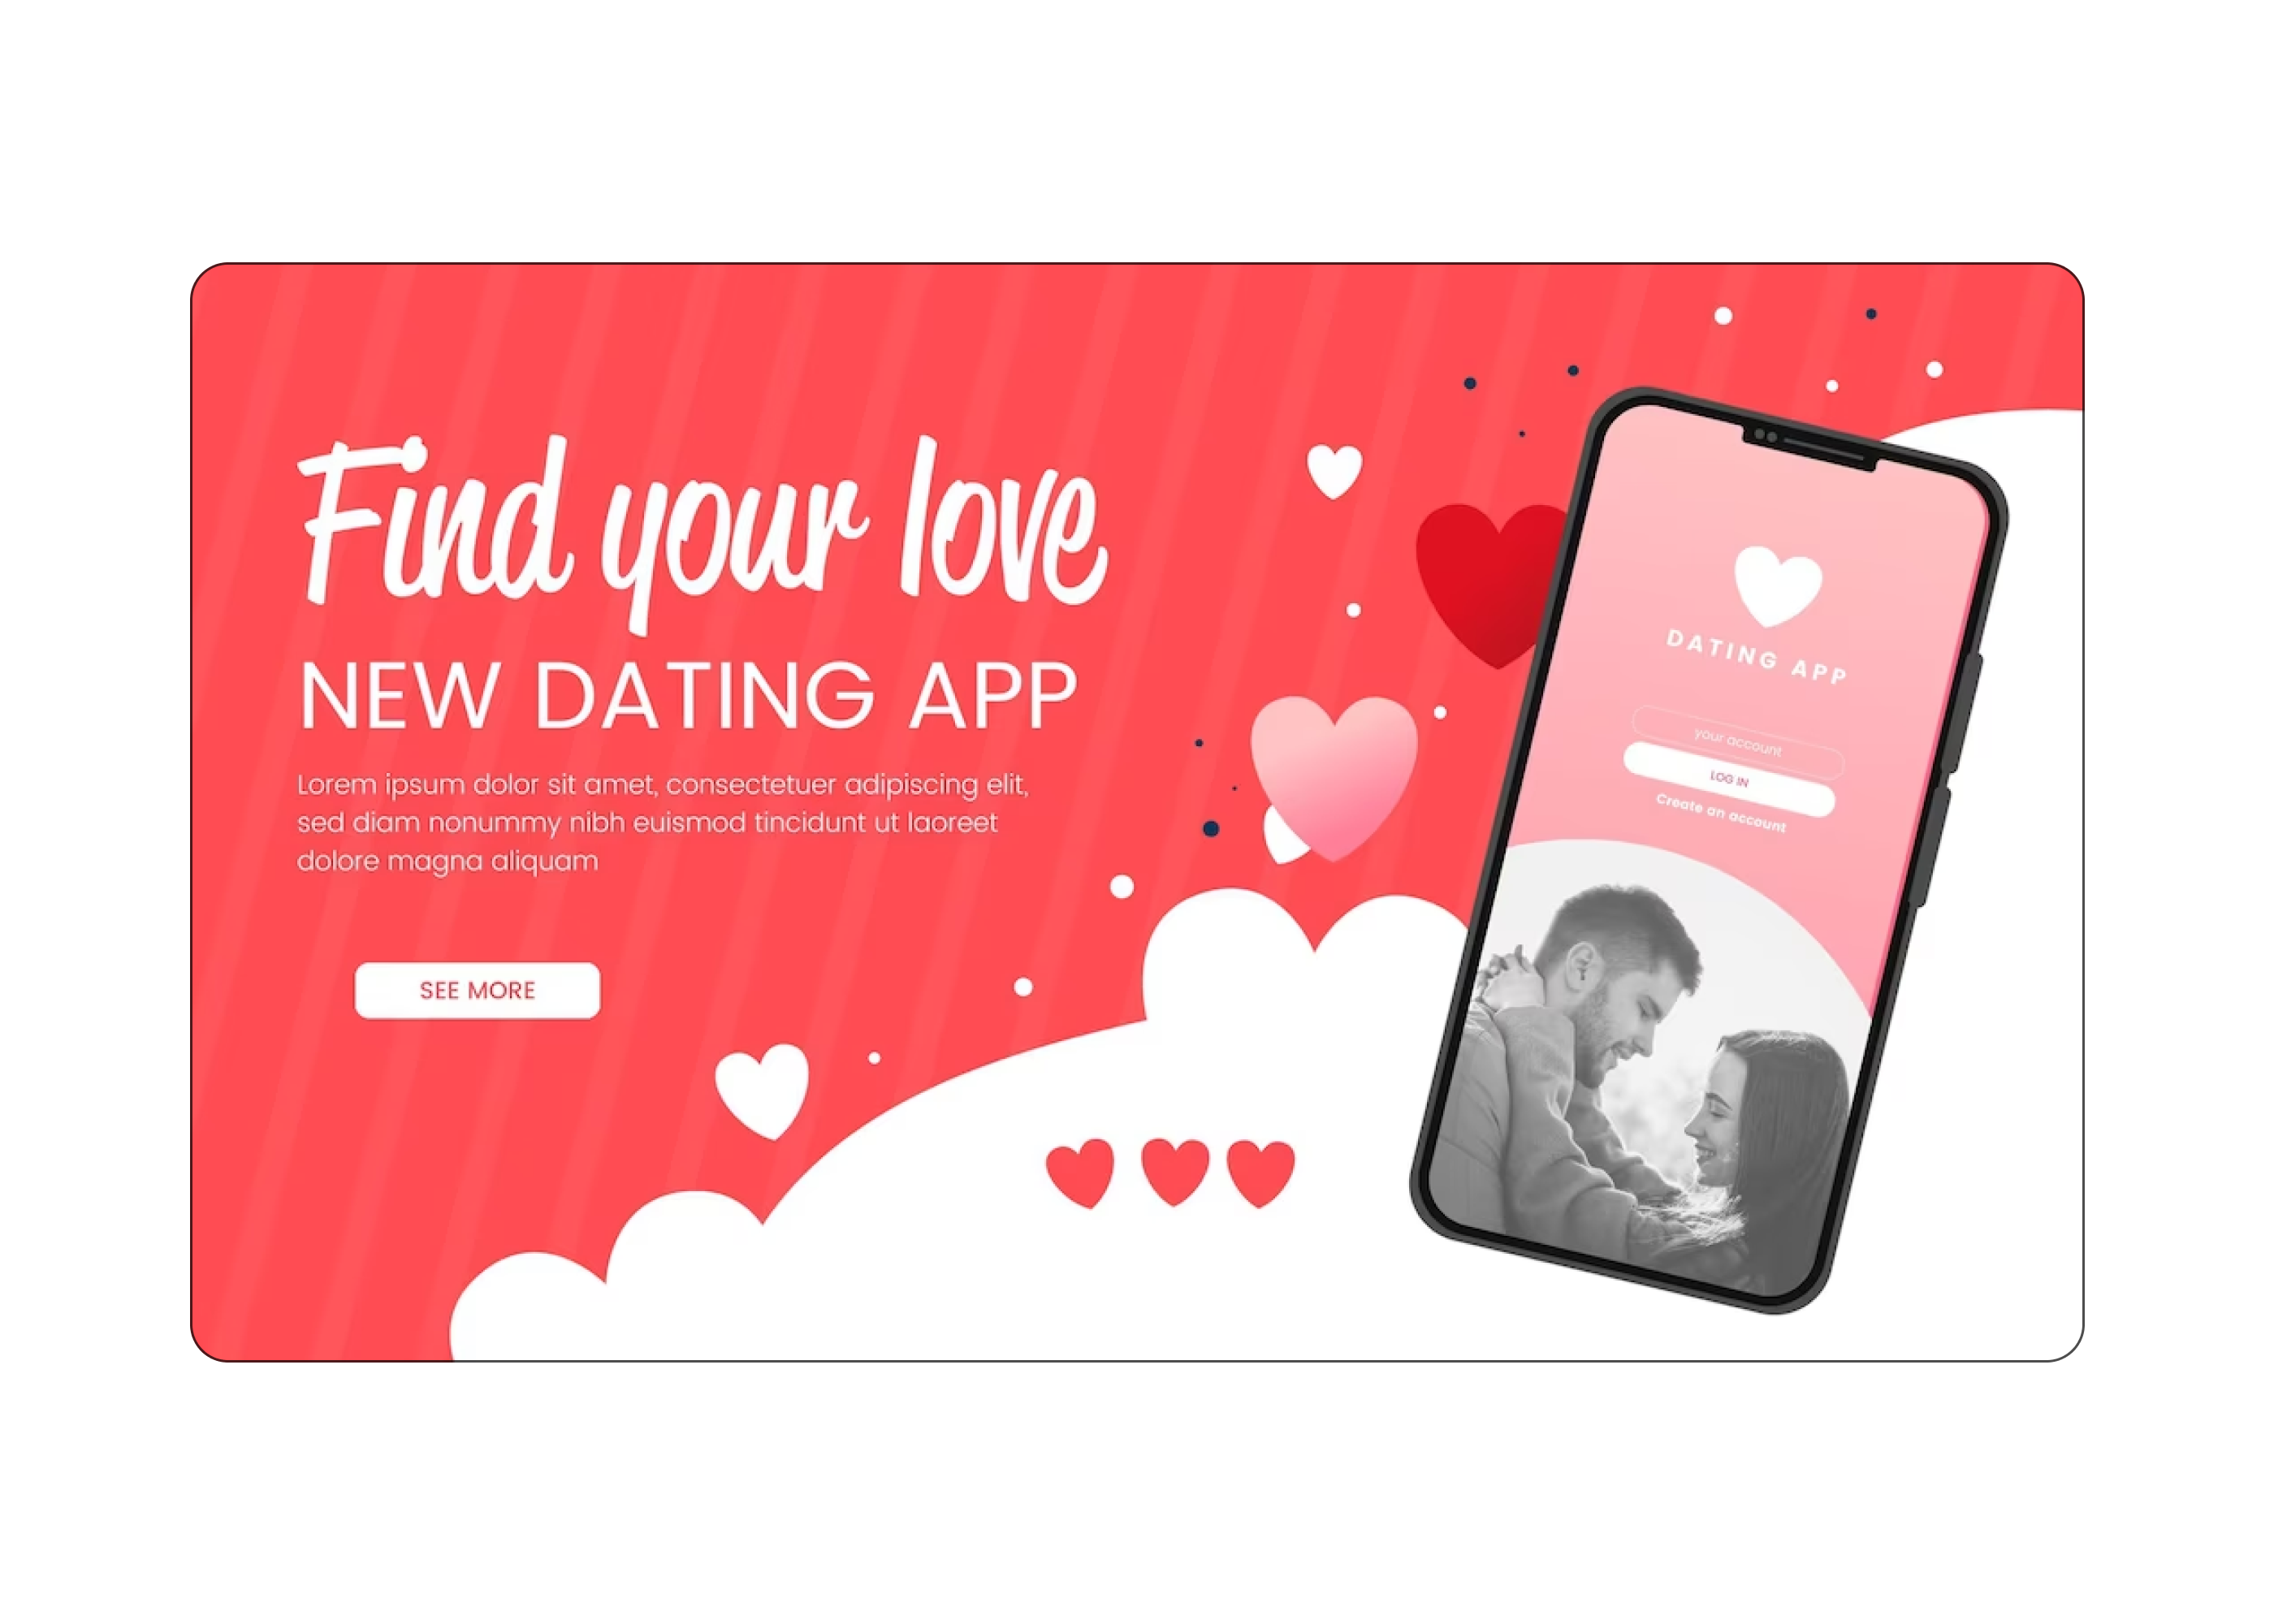 Find your love
NEW DATING APP
Lorem ipsum dolor sit amet, consectetuer adipiscing elit,
sed diam nonummy nibh euismod tincidunt ut laoreet
dolore magna aliquam
SEE MORE
DATING APP
your account
LOG IN
Create an account